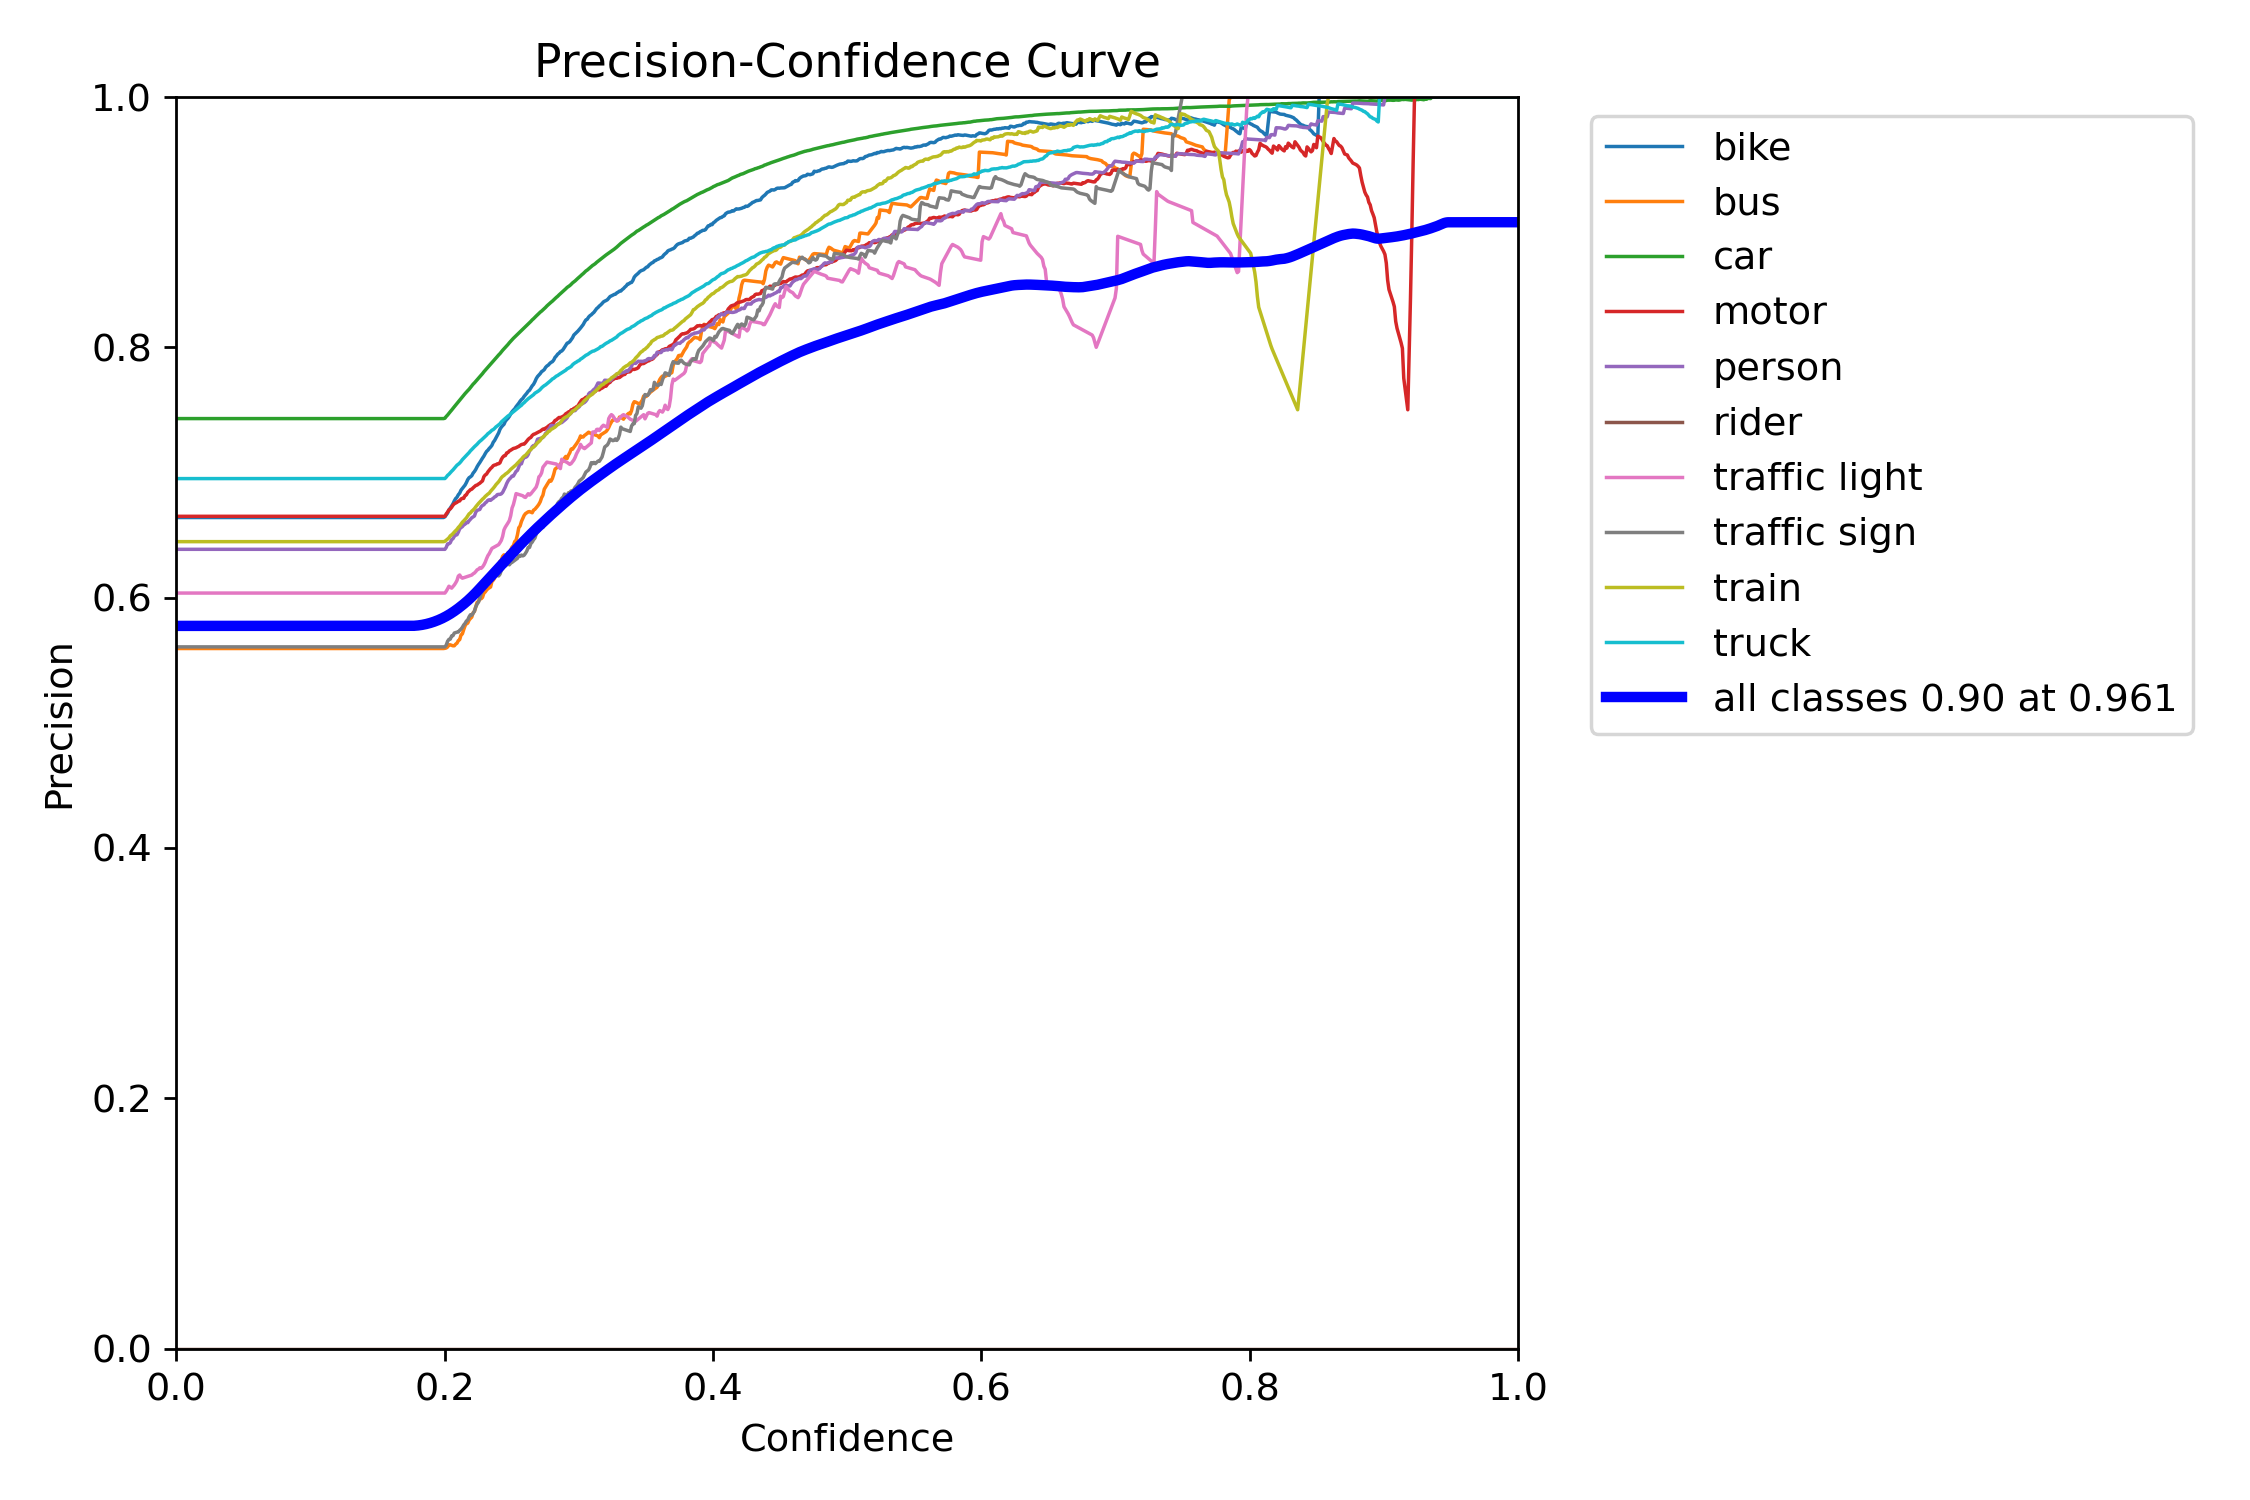 Precision-Confidence Curve
1.0
0.8
0.6
0.4
0.2
0.0
Precision
0.0 0.2 0.4 0.6 0.8 1.0
Confidence
bike
bus
car
motor
person
rider
traffic light
traffic sign
train
truck
all classes 0.90 at 0.961